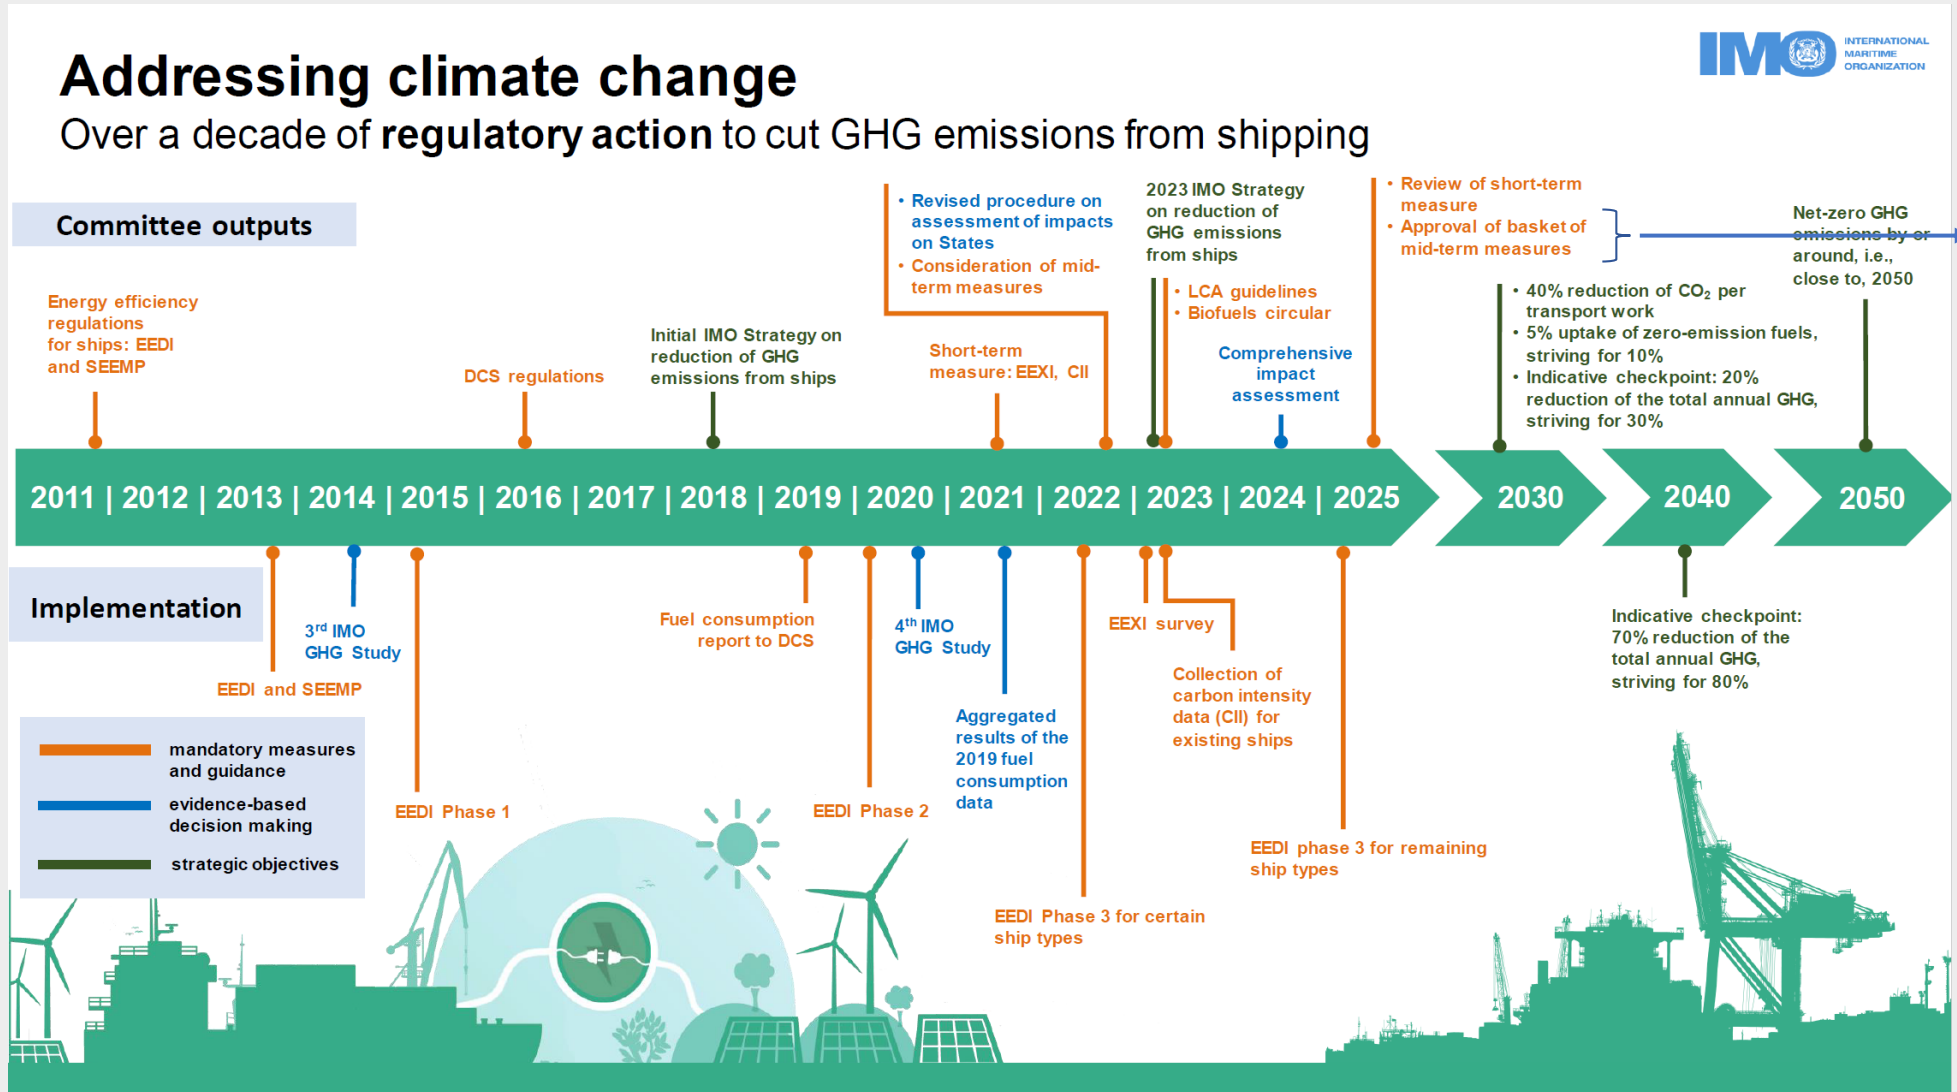 Addressing climate change
Over a decade of regulatory action to cut GHG emissions from shipping
IMO
INTERNATIONAL
MARITIME
ORGANIZATION
Committee outputs
Energy efficiency
regulations
for ships: EEDI
and SEEMP
DCS regulations
Initial IMO Strategy on
reduction of GHG
emissions from ships
• Revised procedure on
assessment of impacts
on States
• Consideration of mid-
term measures
Short-term
measure: EEXI, CII
2023 IMO Strategy
on reduction of
GHG emissions
from ships
• LCA guidelines
• Biofuels circular
Comprehensive
impact
assessment
• Review of short-term
measure
• Approval of basket of
mid-term measures
• 40% reduction of CO₂ per
transport work
• 5% uptake of zero-emission fuels,
striving for 10%
• Indicative checkpoint: 20%
reduction of the total annual GHG,
striving for 30%
Net-zero GHG
emissions by or
around, i.e.,
close to, 2050
2011 | 2012 | 2013 | 2014 | 2015 | 2016 | 2017 | 2018 | 2019 | 2020 | 2021 | 2022 | 2023 | 2024 | 2025
2030
2040
2050
Implementation
EEDI and SEEMP
3rd IMO
GHG Study
EEDI Phase 1
Fuel consumption
report to DCS
EEDI Phase 2
4th IMO
GHG Study
Aggregated
results of the
2019 fuel
consumption
data
EEDI Phase 3 for certain
ship types
EEXI survey
Collection of
carbon intensity
data (CII) for
existing ships
EEDI phase 3 for remaining
ship types
Indicative checkpoint:
70% reduction of the
total annual GHG,
striving for 80%
mandatory measures
and guidance
evidence-based
decision making
strategic objectives